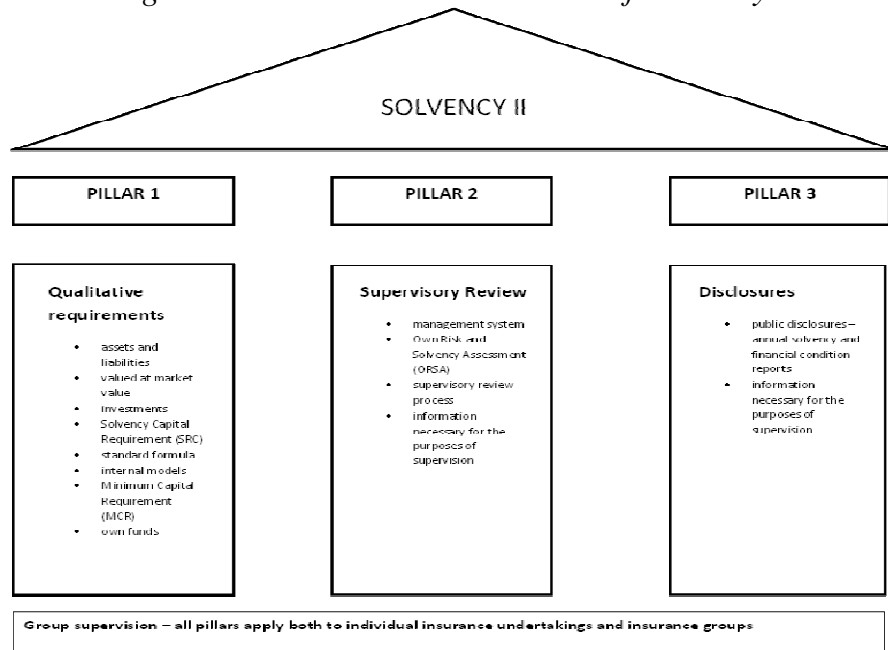 SOLVENCY II
PILLAR 1
PILLAR 2
PILLAR 3
Qualitative
requirements
• assets and
liabilities
• valued at market
value
• investments
• Solvency Capital
Requirement (SRC)
• standard formula
• internal models
• Minimum Capital
Requirement
(MCR)
• own funds
Supervisory Review
• management system
• Own Risk and
Solvency Assessment
(ORSA)
• supervisory review
process
• information
necessary for the
purposes of
supervision
Disclosures
• public disclosures –
annual solvency and
financial condition
reports
• information
necessary for the
purposes of
supervision
Group supervision – all pillars apply both to individual insurance undertakings and insurance groups